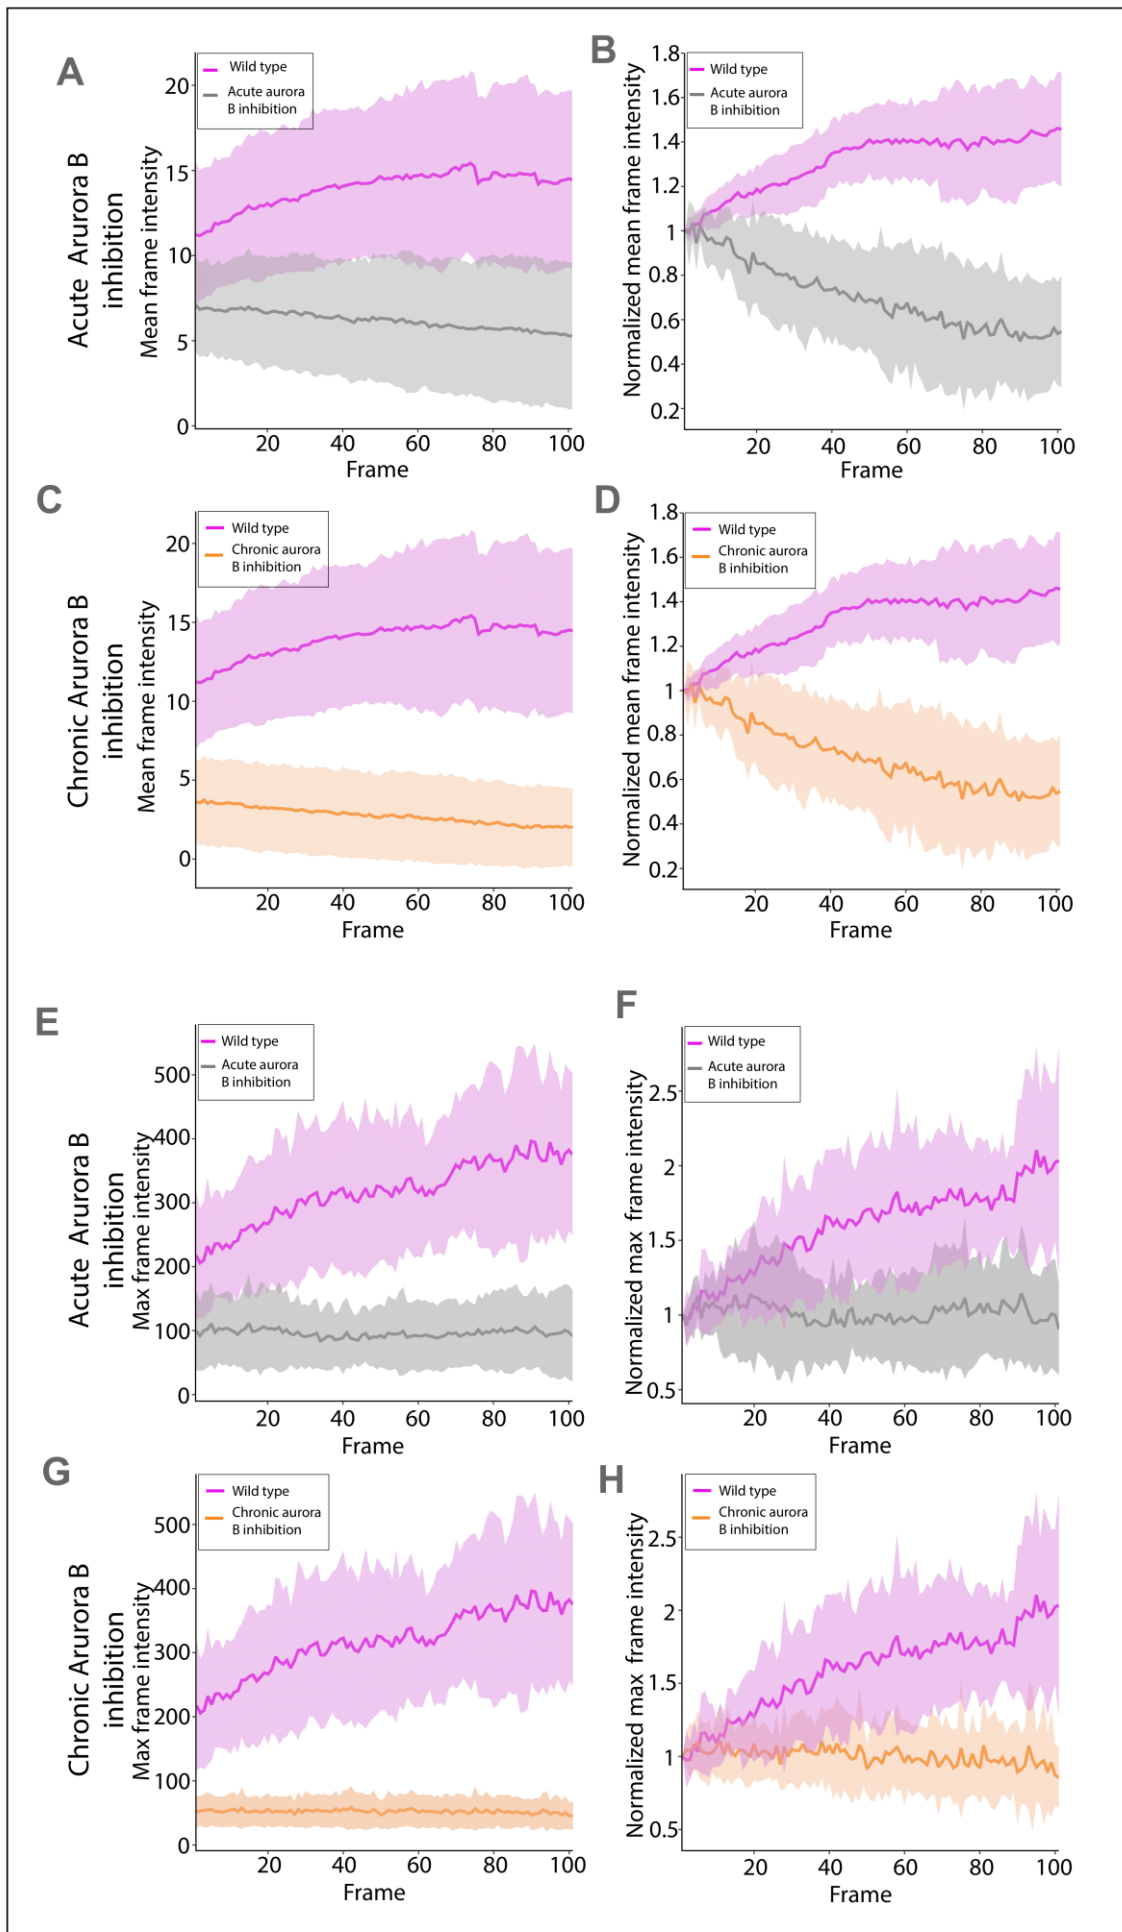 A
Acute Arurora B
inhibition
Mean frame intensity
20
15
10
5
0
Wild type
Acute aurora
B inhibition
20 40 60 80 100
Frame
B
Normalized mean frame intensity
1.8
1.6
1.4
1.2
1
0.8
0.6
0.4
0.2
Wild type
Acute aurora
B inhibition
20 40 60 80 100
Frame
C
Chronic Arurora B
inhibition
Mean frame intensity
20
15
10
5
0
Wild type
Chronic aurora
B inhibition
20 40 60 80 100
Frame
D
Normalized mean frame intensity
1.8
1.6
1.4
1.2
1
0.8
0.6
0.4
0.2
Wild type
Chronic aurora
B inhibition
20 40 60 80 100
Frame
E
Acute Arurora B
inhibition
Max frame intensity
500
400
300
200
100
0
Wild type
Acute aurora
B inhibition
20 40 60 80 100
Frame
F
Normalized max frame intensity
2.5
2
1.5
1
0.5
Wild type
Acute aurora
B inhibition
20 40 60 80 100
Frame
G
Chronic Arurora B
inhibition
Max frame intensity
500
400
300
200
100
0
Wild type
Chronic aurora
B inhibition
20 40 60 80 100
Frame
H
Normalized max frame intensity
2.5
2
1.5
1
0.5
Wild type
Chronic aurora
B inhibition
20 40 60 80 100
Frame